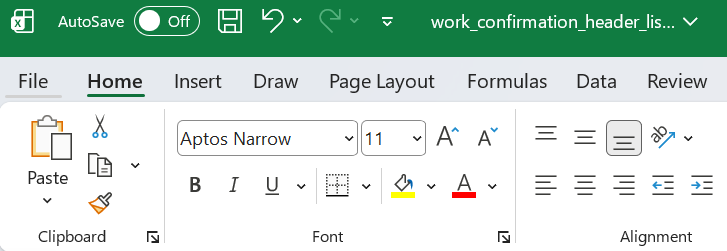 AutoSave Off work_confirmation_header_lis...
File Home Insert Draw Page Layout Formulas Data Review
Aptos Narrow 11 A A
Paste B I U A
Clipboard Font Alignment